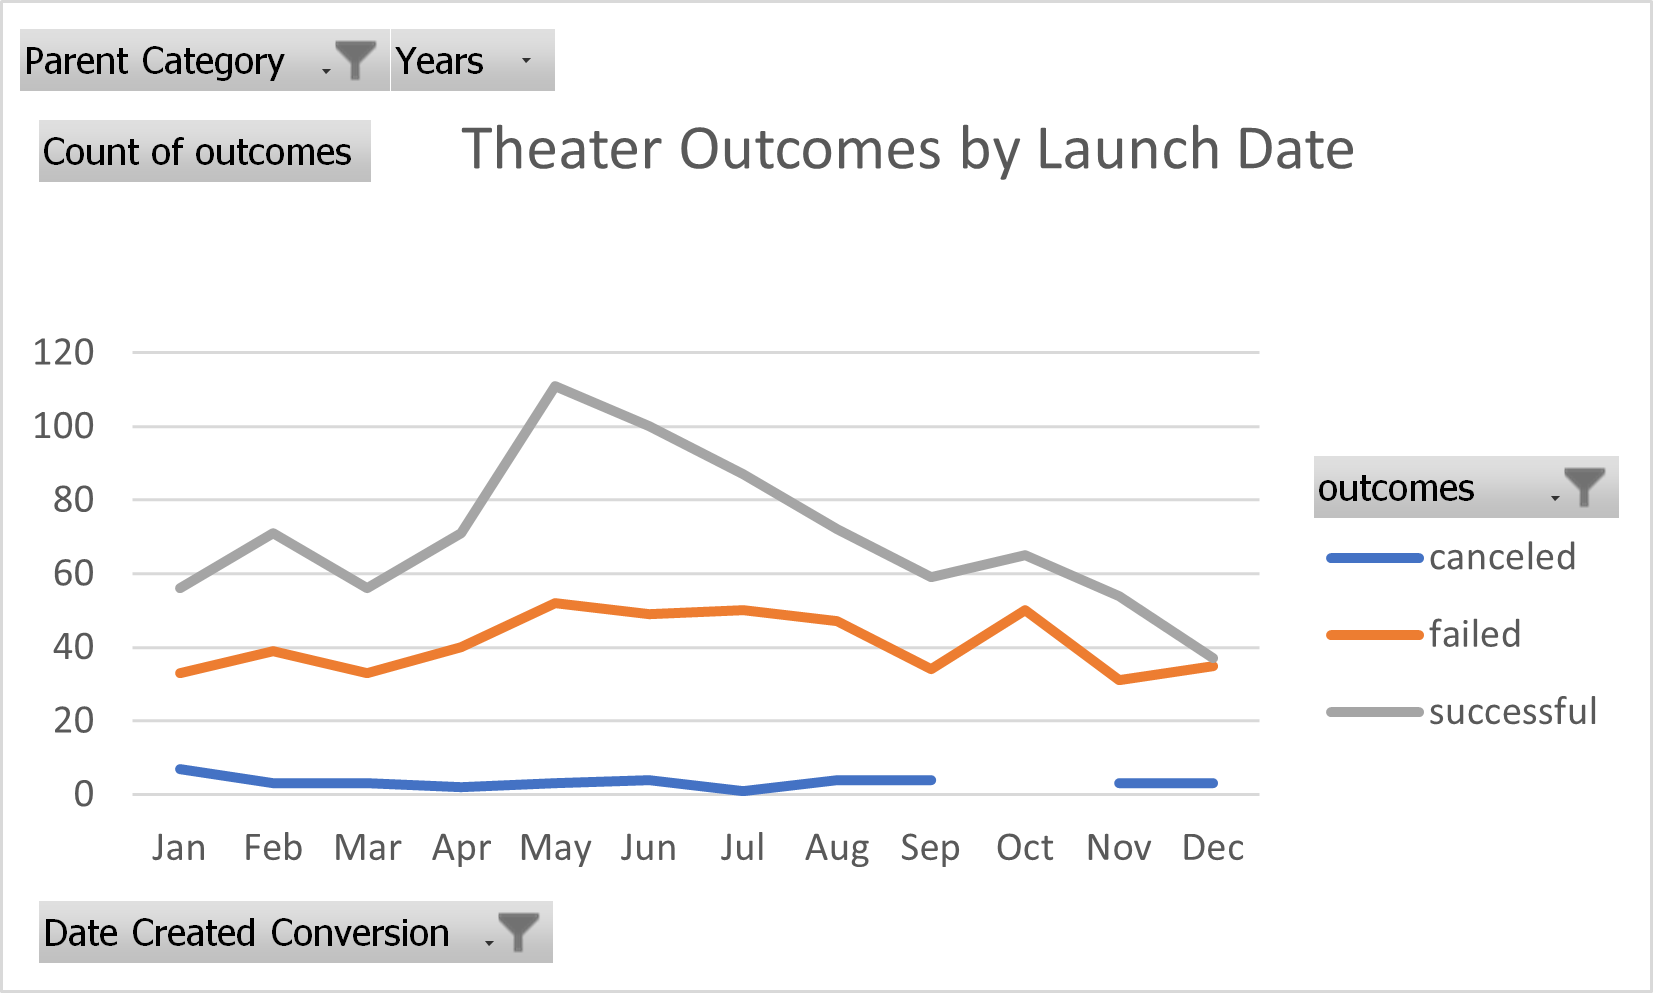 Parent Category Years
Count of outcomes
Theater Outcomes by Launch Date
120
100
80
60
40
20
0
Jan Feb Mar Apr May Jun Jul Aug Sep Oct Nov Dec
outcomes
canceled
failed
successful
Date Created Conversion